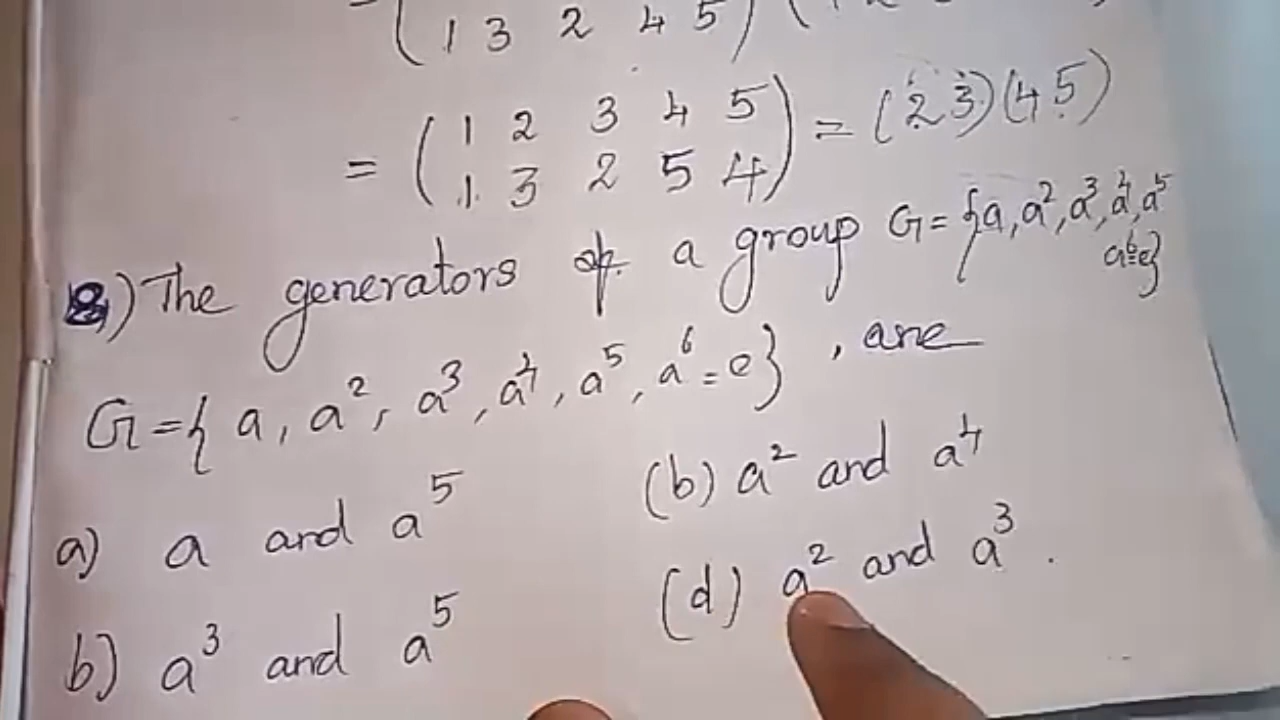 ( 1 3 2 4 5 ) (
= ( 1 2 3 4 5
1 3 2 5 4 ) = (2 3)(4 5)
2) The generators of a group G = {a, a², a³, a⁴, a⁵
a⁶=e}
G = { a, a², a³, a⁴, a⁵, a⁶ = e } , are
a) a and a⁵ (b) a² and a⁴
b) a³ and a⁵ (d) a² and a³ .